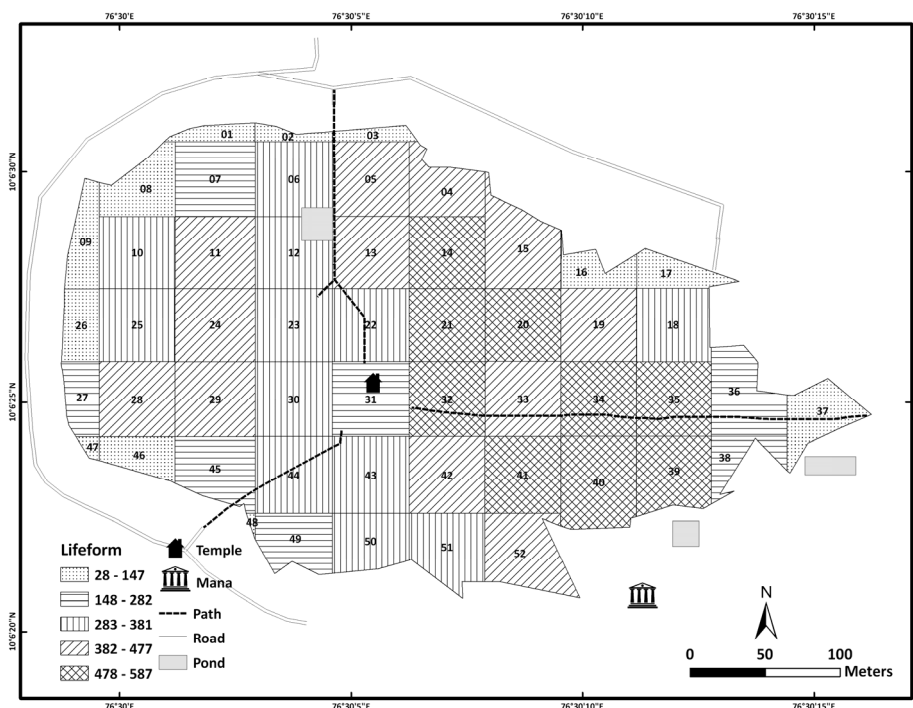 76°30'E 76°30'5"E 76°30'10"E 76°30'15"E
01 02 03
10°6'30"N
07 06 05
08 04
09 10 11 12 13 14 15
16 17
26 25 24 23 22 21 20 19 18
27 28 29 30 31 32 33 34 35 36
10°6'25"N
37
47 46 45 44 43 42 41 40 39 38
48 49 50 51 52
Lifeform
28 - 147
148 - 282
283 - 381
382 - 477
478 - 587
Temple
Mana
Path
Road
Pond
N
0 50 100
Meters
10°6'20"N
76°30'E 76°30'5"E 76°30'10"E 76°30'15"E